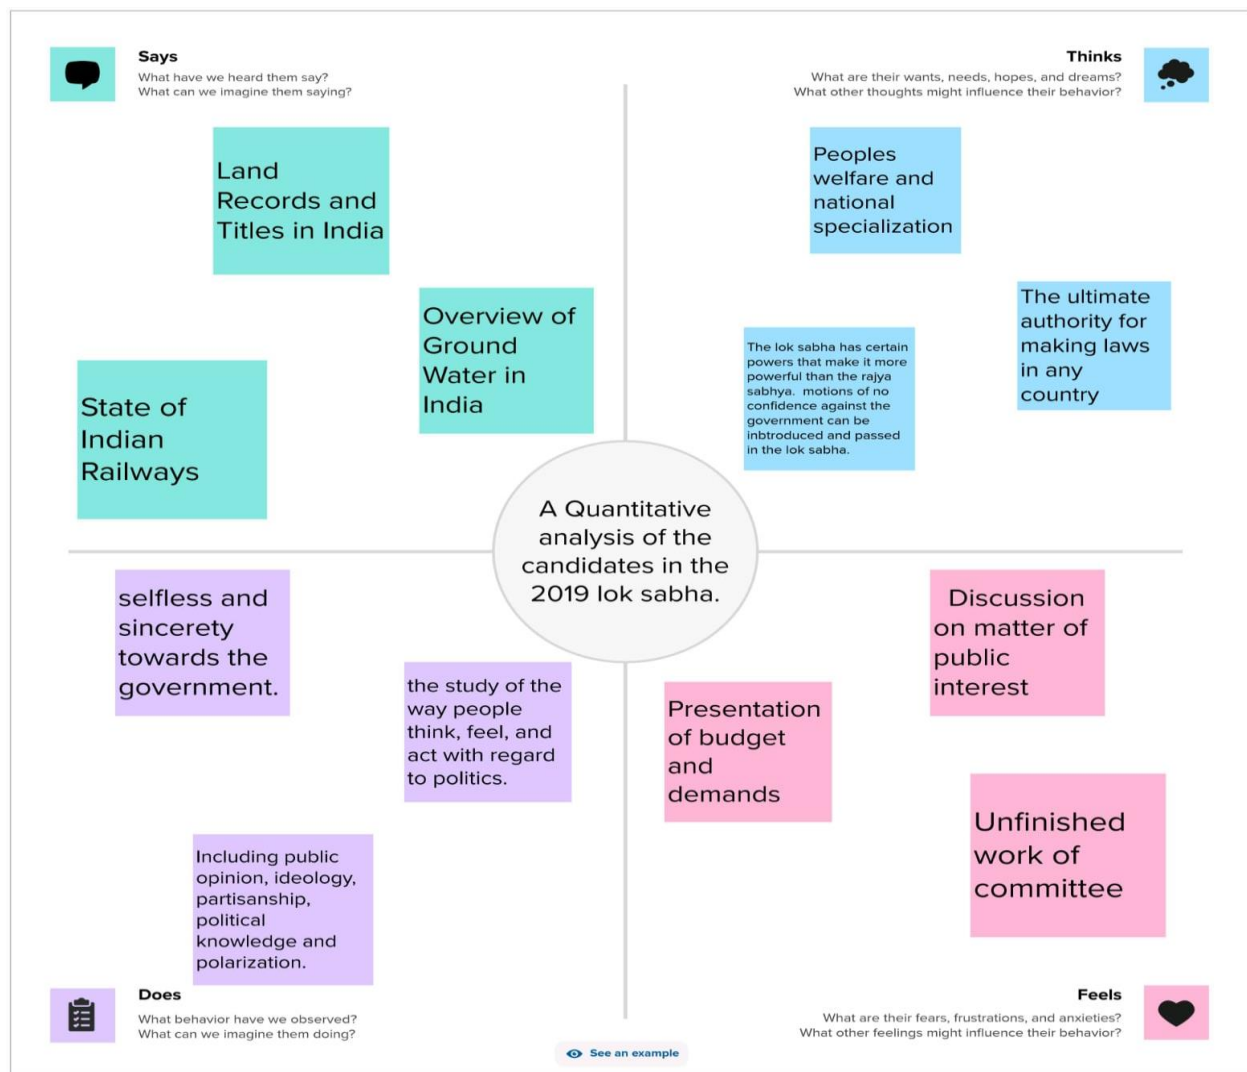 Says
What have we heard them say?
What can we imagine them saying?
Land
Records and
Titles in India
Overview of
Ground
Water in
India
State of
Indian
Railways
Thinks
What are their wants, needs, hopes, and dreams?
What other thoughts might influence their behavior?
Peoples
welfare and
national
specialization
The ultimate
authority for
making laws
in any
country
The lok sabha has certain
powers that make it more
powerful than the rajya
sabhya. motions of no
confidence against the
government can be
inbtroduced and passed
in the lok sabha.
A Quantitative
analysis of the
candidates in the
2019 lok sabha.
selfless and
sincerety
towards the
government.
the study of the
way people
think, feel, and
act with regard
to politics.
Including public
opinion, ideology,
partisanship,
political
knowledge and
polarization.
Does
What behavior have we observed?
What can we imagine them doing?
Discussion
on matter of
public
interest
Presentation
of budget
and
demands
Unfinished
work of
committee
Feels
What are their fears, frustrations, and anxieties?
What other feelings might influence their behavior?
See an example